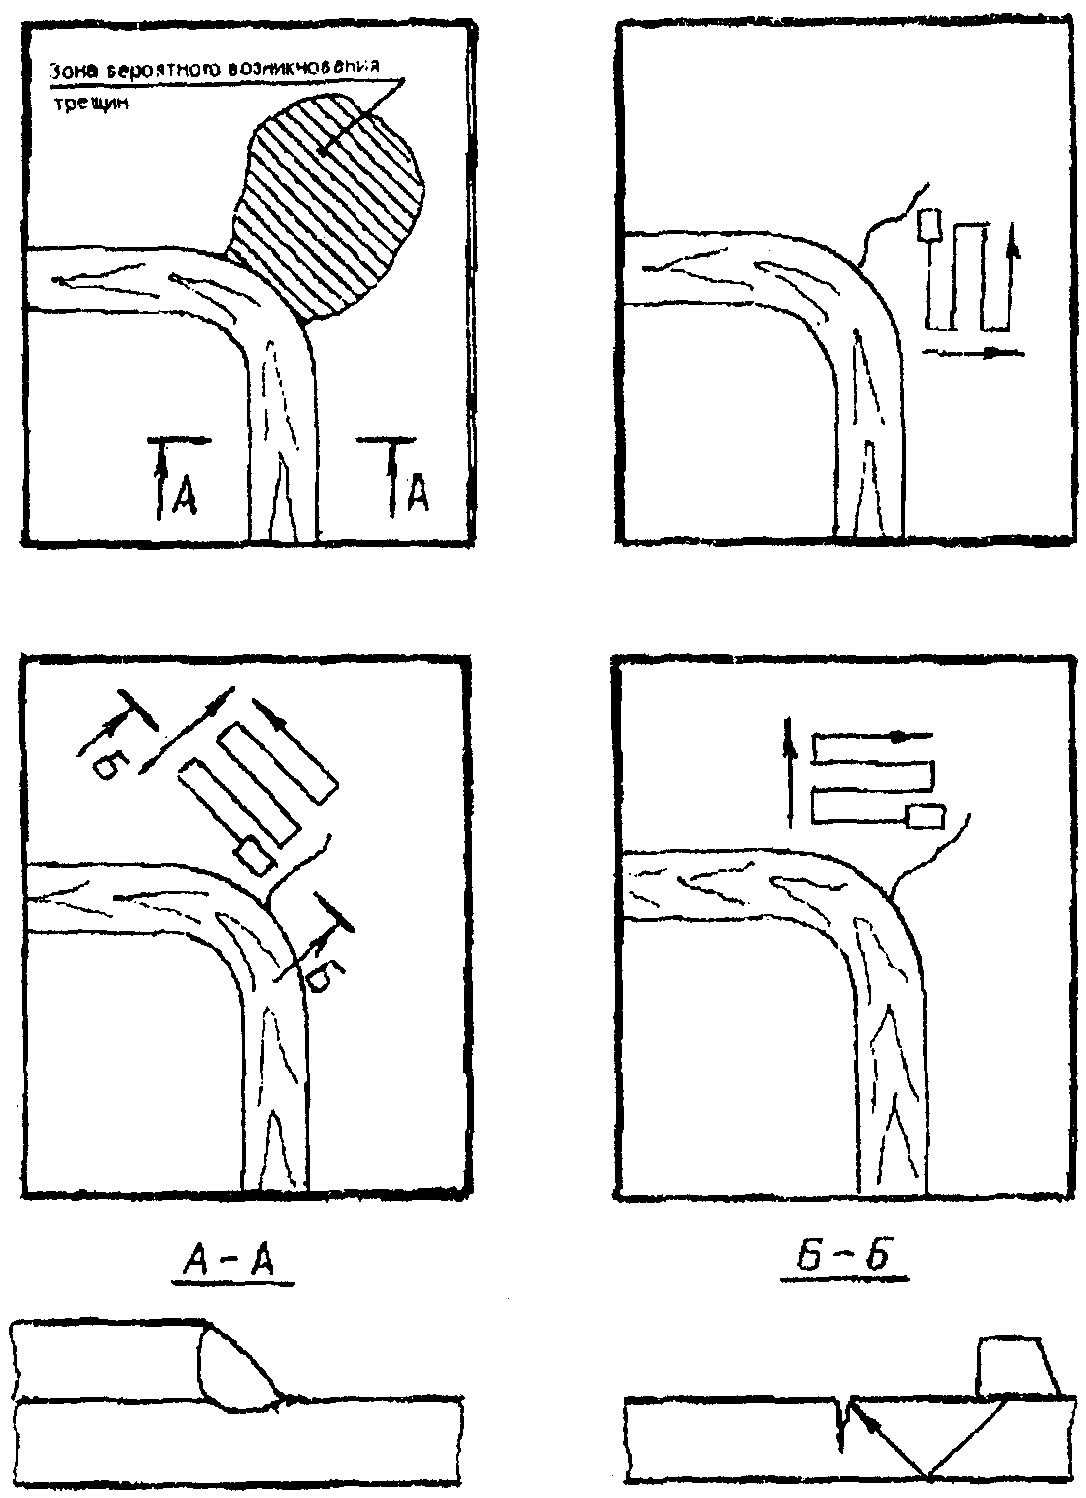 Зона вероятного возникновения
трещин
А
А
Б
Б
А - А
Б - Б